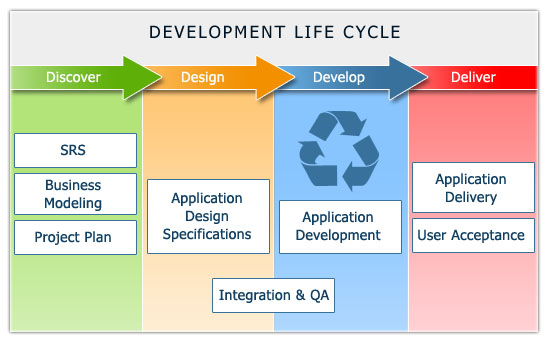 DEVELOPMENT LIFE CYCLE
Discover
Design
Develop
Deliver
SRS
Business
Modeling
Project Plan
Application
Design
Specifications
Application
Development
Application
Delivery
User Acceptance
Integration & QA